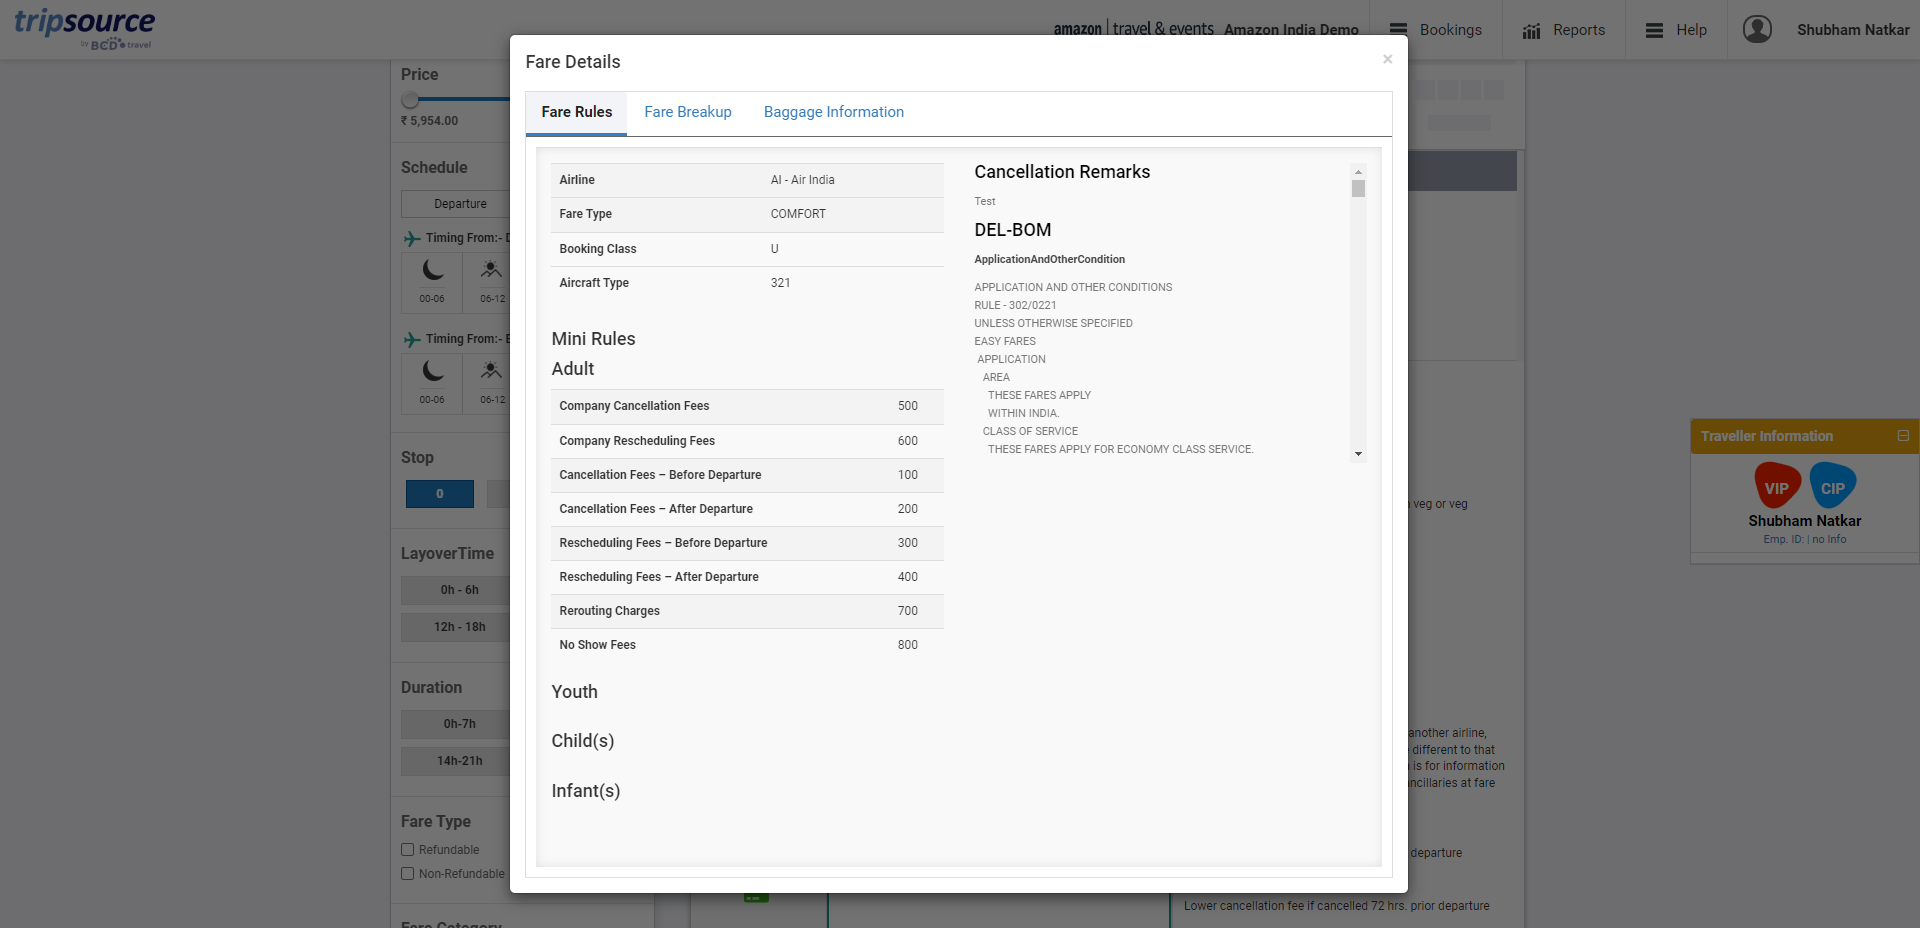 tripsource
by BCD travel
amazon | travel & events Amazon India Demo
Bookings
Reports
Help
Shubham Natkar
Price
₹ 5,954.00
Schedule
Departure
Timing From:-
00-06
06-12
Timing From:-
00-06
06-12
Stop
0
LayoverTime
0h - 6h
12h - 18h
Duration
0h-7h
14h-21h
Fare Type
Refundable
Non-Refundable
Fare Category
Fare Details
×
Fare Rules
Fare Breakup
Baggage Information
Airline AI - Air India
Fare Type COMFORT
Booking Class U
Aircraft Type 321
Mini Rules
Adult
Company Cancellation Fees 500
Company Rescheduling Fees 600
Cancellation Fees – Before Departure 100
Cancellation Fees – After Departure 200
Rescheduling Fees – Before Departure 300
Rescheduling Fees – After Departure 400
Rerouting Charges 700
No Show Fees 800
Youth
Child(s)
Infant(s)
Cancellation Remarks
Test
DEL-BOM
ApplicationAndOtherCondition
APPLICATION AND OTHER CONDITIONS
RULE - 302/0221
UNLESS OTHERWISE SPECIFIED
EASY FARES
APPLICATION
AREA
THESE FARES APPLY
WITHIN INDIA.
CLASS OF SERVICE
THESE FARES APPLY FOR ECONOMY CLASS SERVICE.
veg or veg
another airline,
different to that
is for information
ncillaries at fare
departure
Lower cancellation fee if cancelled 72 hrs. prior departure
Traveller Information
VIP
CIP
Shubham Natkar
Emp. ID: | no Info